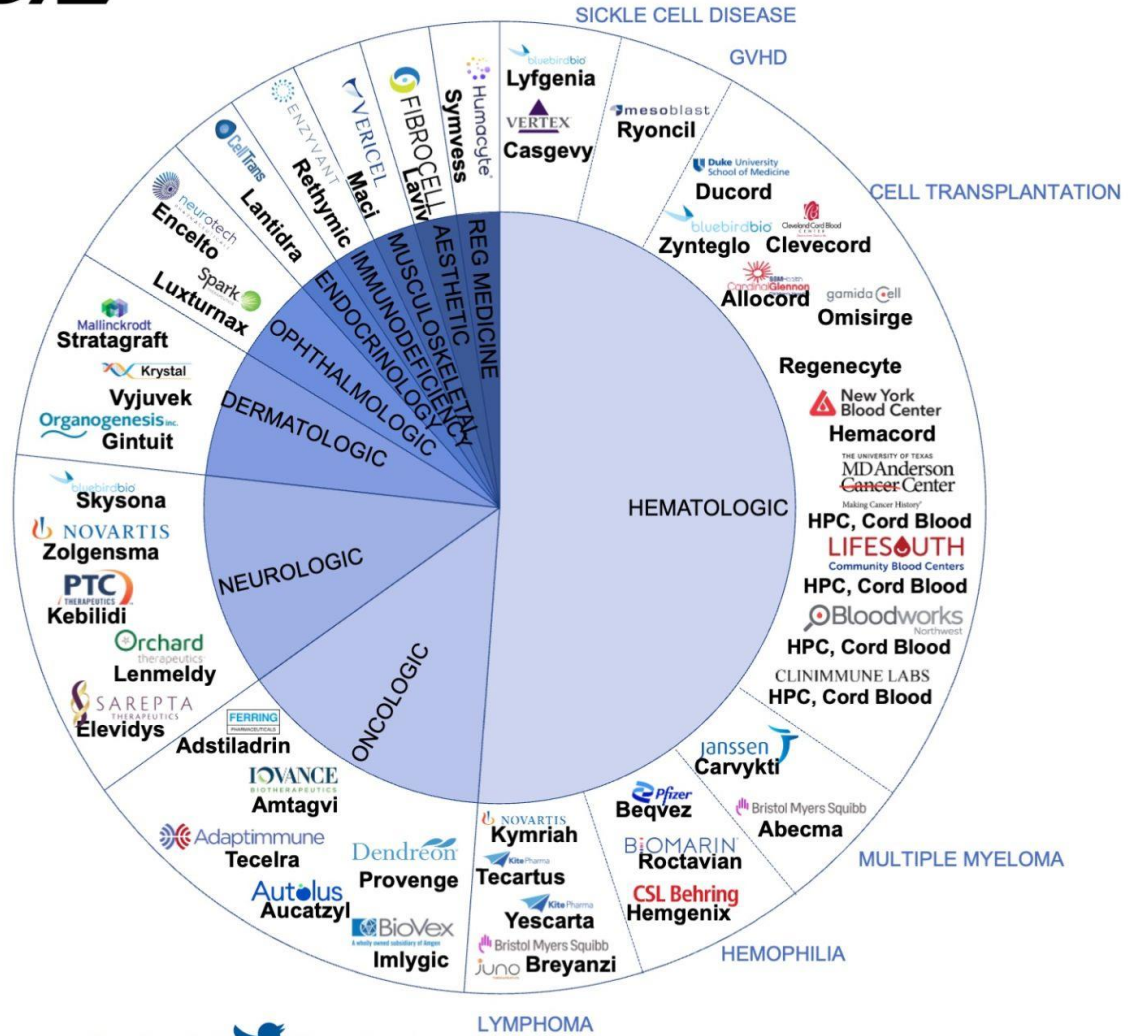 SICKLE CELL DISEASE
bluebirdbio
Lyfgenia
VERTEX
Casgevy
GVHD
mesoblast
Ryoncil
CELL TRANSPLANTATION
Duke University
School of Medicine
Ducord
bluebirdbio
Zynteglo
Cleveland Cord Blood
CENTER
Clevecord
CardinalGlennon
Allocord
gamida Cell
Omisirge
Regenecyte
New York
Blood Center
Hemacord
THE UNIVERSITY OF TEXAS
MDAnderson
Cancer Center
Making Cancer History®
HPC, Cord Blood
LIFESOUTH
Community Blood Centers
HPC, Cord Blood
Bloodworks
Northwest
HPC, Cord Blood
CLINIMMUNE LABS
HPC, Cord Blood
HEMATOLOGIC
MULTIPLE MYELOMA
janssen
Carvykti
Bristol Myers Squibb
Abecma
HEMOPHILIA
Pfizer
Beqvez
BIOMARIN
Roctavian
CSL Behring
Hemgenix
LYMPHOMA
NOVARTIS
Kymriah
Kite Pharma
Tecartus
Kite Pharma
Yescarta
Bristol Myers Squibb
juno Breyanzi
ONCOLOGIC
FERRING
PHARMACEUTICALS
Adstiladrin
IOVANCE
BIOTHERAPEUTICS
Amtagvi
Adaptimmune
Tecelra
Dendreon
Provenge
Autolus
Aucatzyl
BioVex
A wholly owned subsidiary of Amgen
Imlygic
NEUROLOGIC
bluebirdbio
Skysona
NOVARTIS
Zolgensma
PTC
THERAPEUTICS
Kebilidi
Orchard
therapeutics
Lenmeldy
SAREPTA
THERAPEUTICS
Elevidys
DERMATOLOGIC
Mallinckrodt
Stratagraft
Krystal
Vyjuvek
Organogenesis Inc.
Gintuit
OPHTHALMOLOGIC
neurotech
Encelto
Spark
Luxturnax
ENDOCRINOLOGY
CellTrans
Lantidra
IMMUNODEFICIENCY
ENZYVANT
Rethymic
MUSCULOSKELETAL
VERICEL
Maci
AESTHETIC
FIBROCELL
Laviv
REG MEDICINE
Humacyte®
Symvess